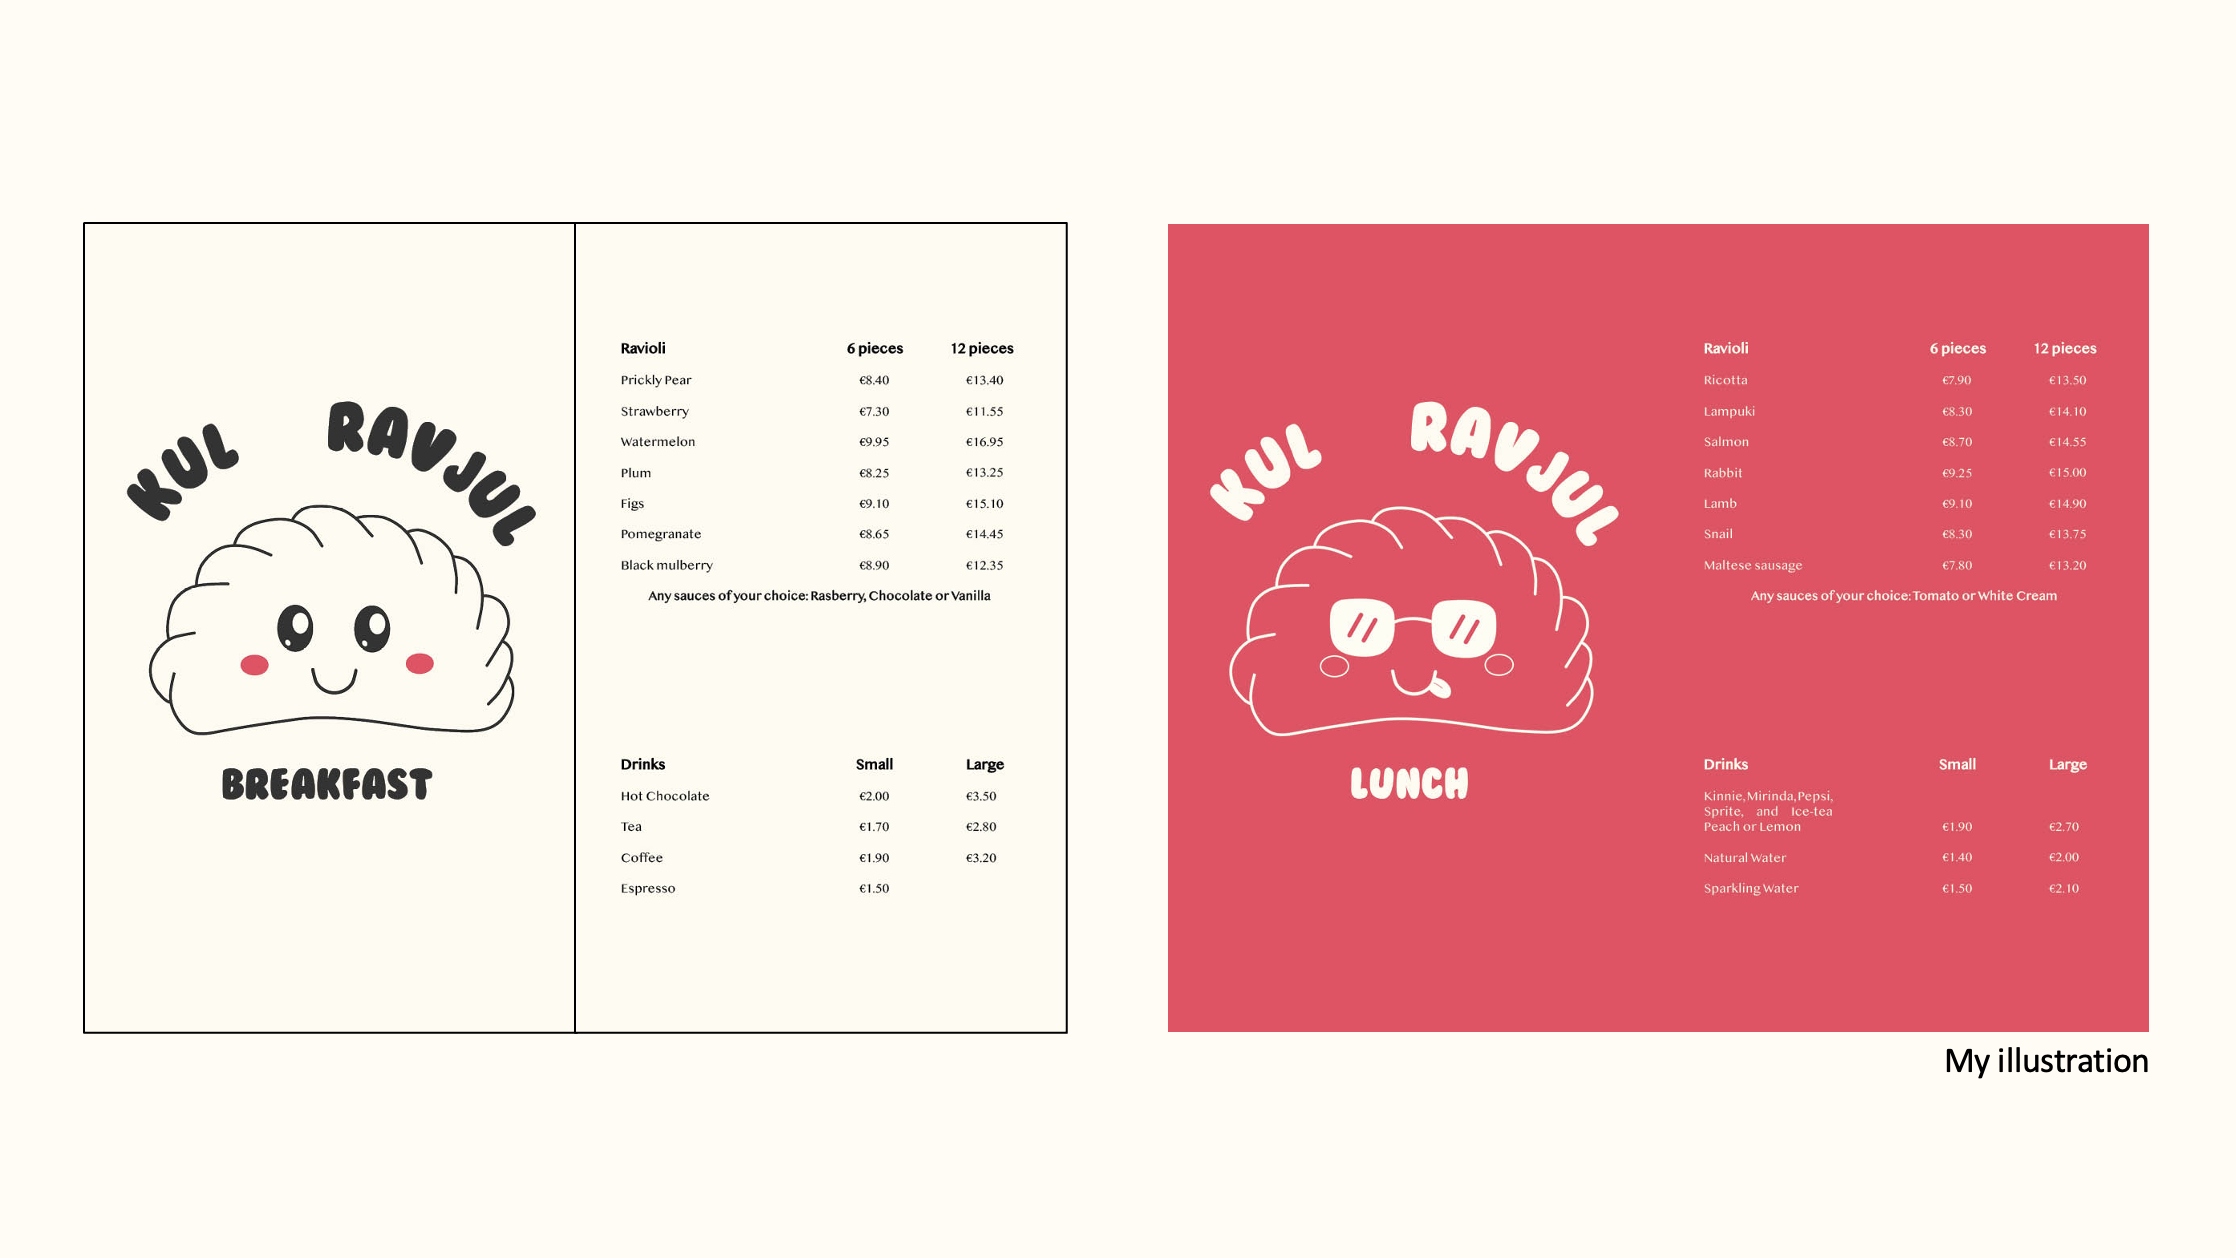 KUL RAVJUL
BREAKFAST
Ravioli 6 pieces 12 pieces
Prickly Pear €8.40 €13.40
Strawberry €7.30 €11.55
Watermelon €9.95 €16.95
Plum €8.25 €13.25
Figs €9.10 €15.10
Pomegranate €8.65 €14.45
Black mulberry €8.90 €12.35
Any sauces of your choice: Rasberry, Chocolate or Vanilla
Drinks Small Large
Hot Chocolate €2.00 €3.50
Tea €1.70 €2.80
Coffee €1.90 €3.20
Espresso €1.50
KUL RAVJUL
LUNCH
Ravioli 6 pieces 12 pieces
Ricotta €7.90 €13.50
Lampuki €8.30 €14.10
Salmon €8.70 €14.55
Rabbit €9.25 €15.00
Lamb €9.10 €14.90
Snail €8.30 €13.75
Maltese sausage €7.80 €13.20
Any sauces of your choice: Tomato or White Cream
Drinks Small Large
Kinnie, Mirinda, Pepsi,
Sprite, and Ice-tea
Peach or Lemon €1.90 €2.70
Natural Water €1.40 €2.00
Sparkling Water €1.50 €2.10
My illustration